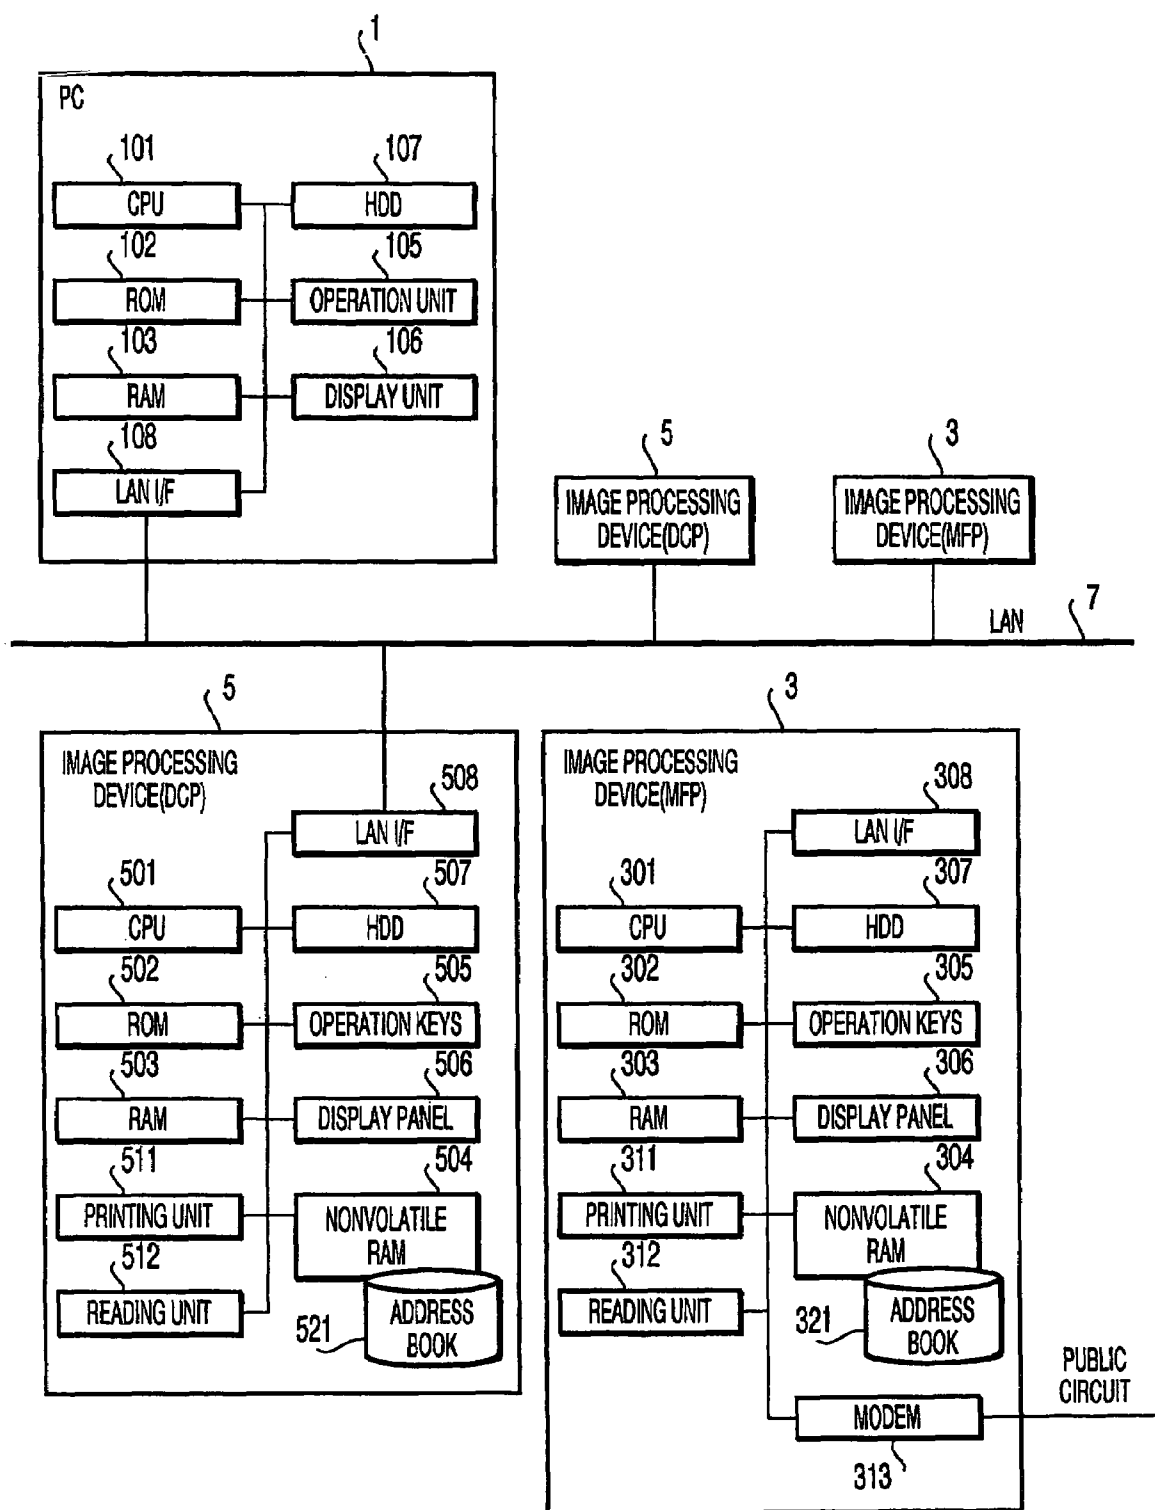 1
PC
101
107
CPU
HDD
102
105
ROM
OPERATION UNIT
103
106
RAM
DISPLAY UNIT
108
LAN I/F
5
3
IMAGE PROCESSING
DEVICE(DCP)
IMAGE PROCESSING
DEVICE(MFP)
LAN
7
5
IMAGE PROCESSING
DEVICE(DCP)
508
LAN I/F
501
507
CPU
HDD
502
505
ROM
OPERATION KEYS
503
506
RAM
DISPLAY PANEL
511
504
PRINTING UNIT
NONVOLATILE
RAM
512
READING UNIT
521
ADDRESS
BOOK
3
IMAGE PROCESSING
DEVICE(MFP)
308
LAN I/F
301
307
CPU
HDD
302
305
ROM
OPERATION KEYS
303
306
RAM
DISPLAY PANEL
311
304
PRINTING UNIT
NONVOLATILE
RAM
312
READING UNIT
321
ADDRESS
BOOK
MODEM
313
PUBLIC
CIRCUIT